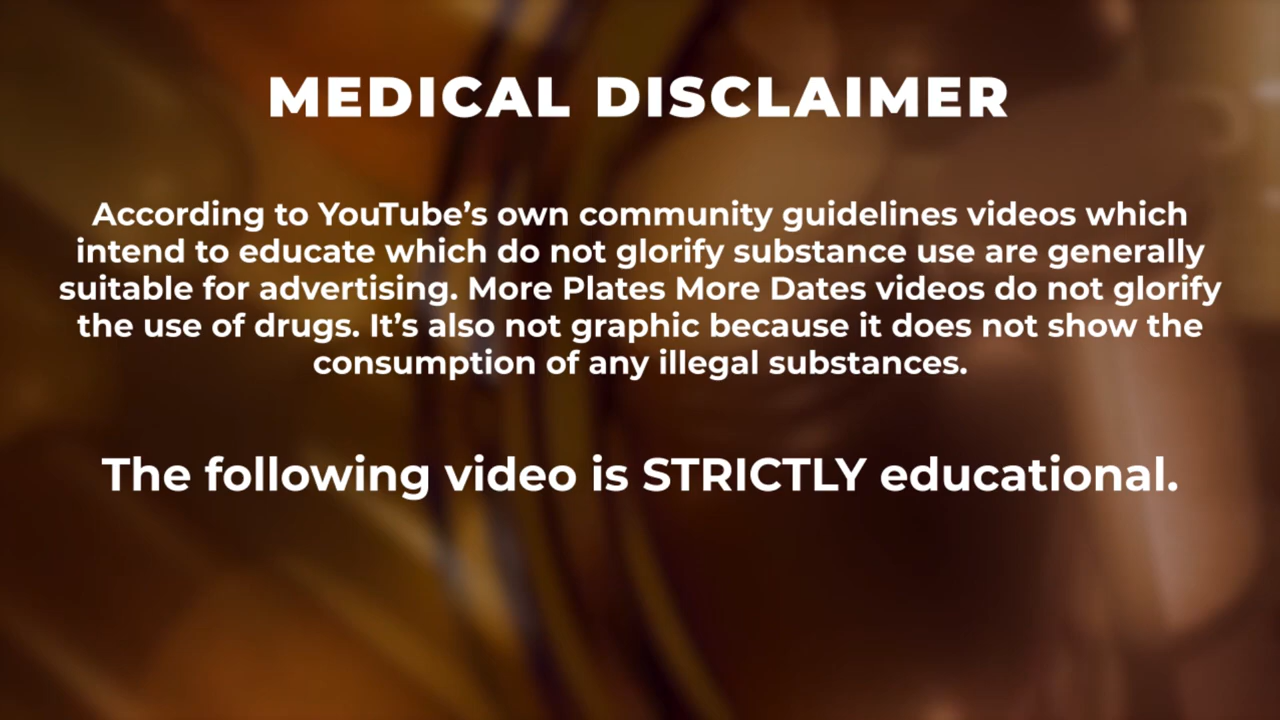 MEDICAL DISCLAIMER
According to YouTube’s own community guidelines videos which
intend to educate which do not glorify substance use are generally
suitable for advertising. More Plates More Dates videos do not glorify
the use of drugs. It’s also not graphic because it does not show the
consumption of any illegal substances.
The following video is STRICTLY educational.